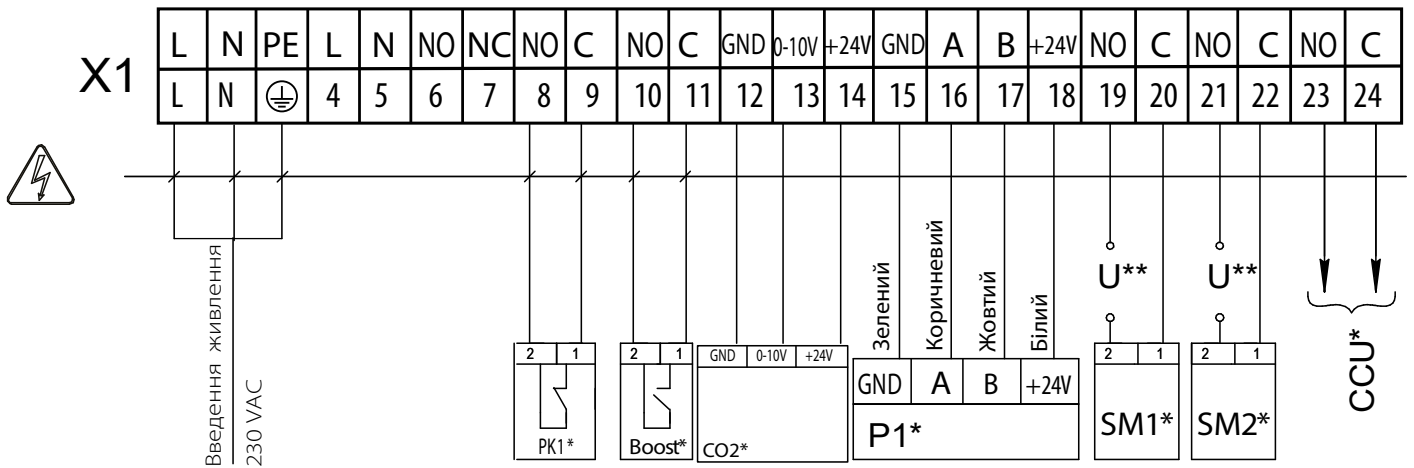 X1
L N PE L N NO NC NO C NO C GND 0-10V +24V GND A B +24V NO C NO C NO C
L N 4 5 6 7 8 9 10 11 12 13 14 15 16 17 18 19 20 21 22 23 24
Введення живлення
230 VAC
2 1
PK1*
2 1
Boost*
GND 0-10V +24V
CO2*
Зелений
Коричневий
Жовтий
Білий
GND A B +24V
P1*
U**
2 1
SM1*
U**
2 1
SM2*
CCU*